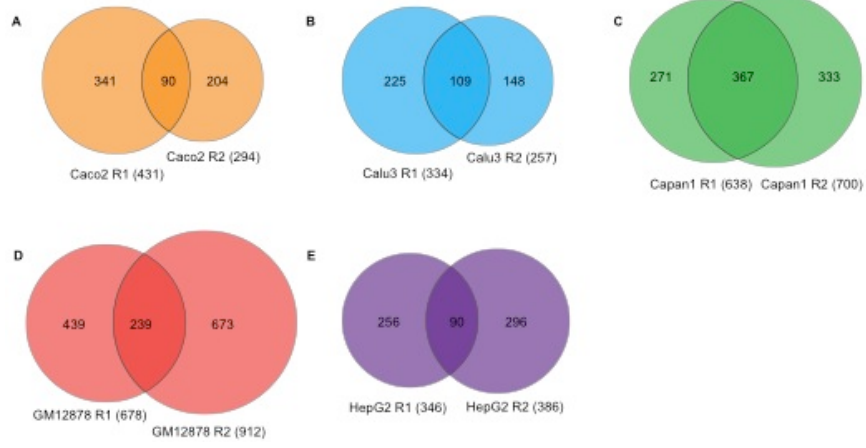 A
341
90
204
Caco2 R2 (294)
Caco2 R1 (431)
B
225
109
148
Calu3 R2 (257)
Calu3 R1 (334)
C
271
367
333
Capan1 R1 (638) Capan1 R2 (700)
D
439
239
673
GM12878 R1 (678)
GM12878 R2 (912)
E
256
90
296
HepG2 R1 (346) HepG2 R2 (386)